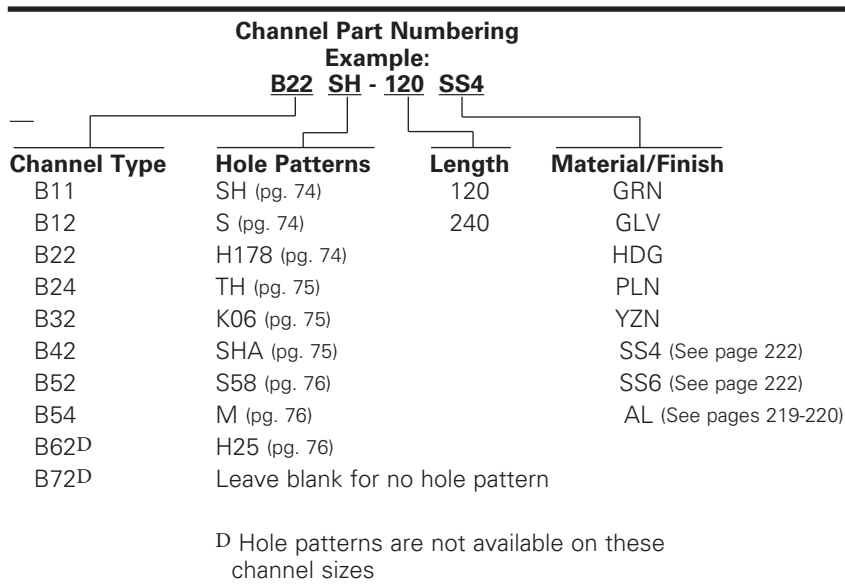 Channel Part Numbering
Example:
B22 SH - 120 SS4
Channel Type Hole Patterns Length Material/Finish
B11 SH (pg. 74) 120 GRN
B12 S (pg. 74) 240 GLV
B22 H178 (pg. 74) HDG
B24 TH (pg. 75) PLN
B32 K06 (pg. 75) YZN
B42 SHA (pg. 75) SS4 (See page 222)
B52 S58 (pg. 76) SS6 (See page 222)
B54 M (pg. 76) AL (See pages 219-220)
B62D H25 (pg. 76)
B72D Leave blank for no hole pattern
D Hole patterns are not available on these
channel sizes